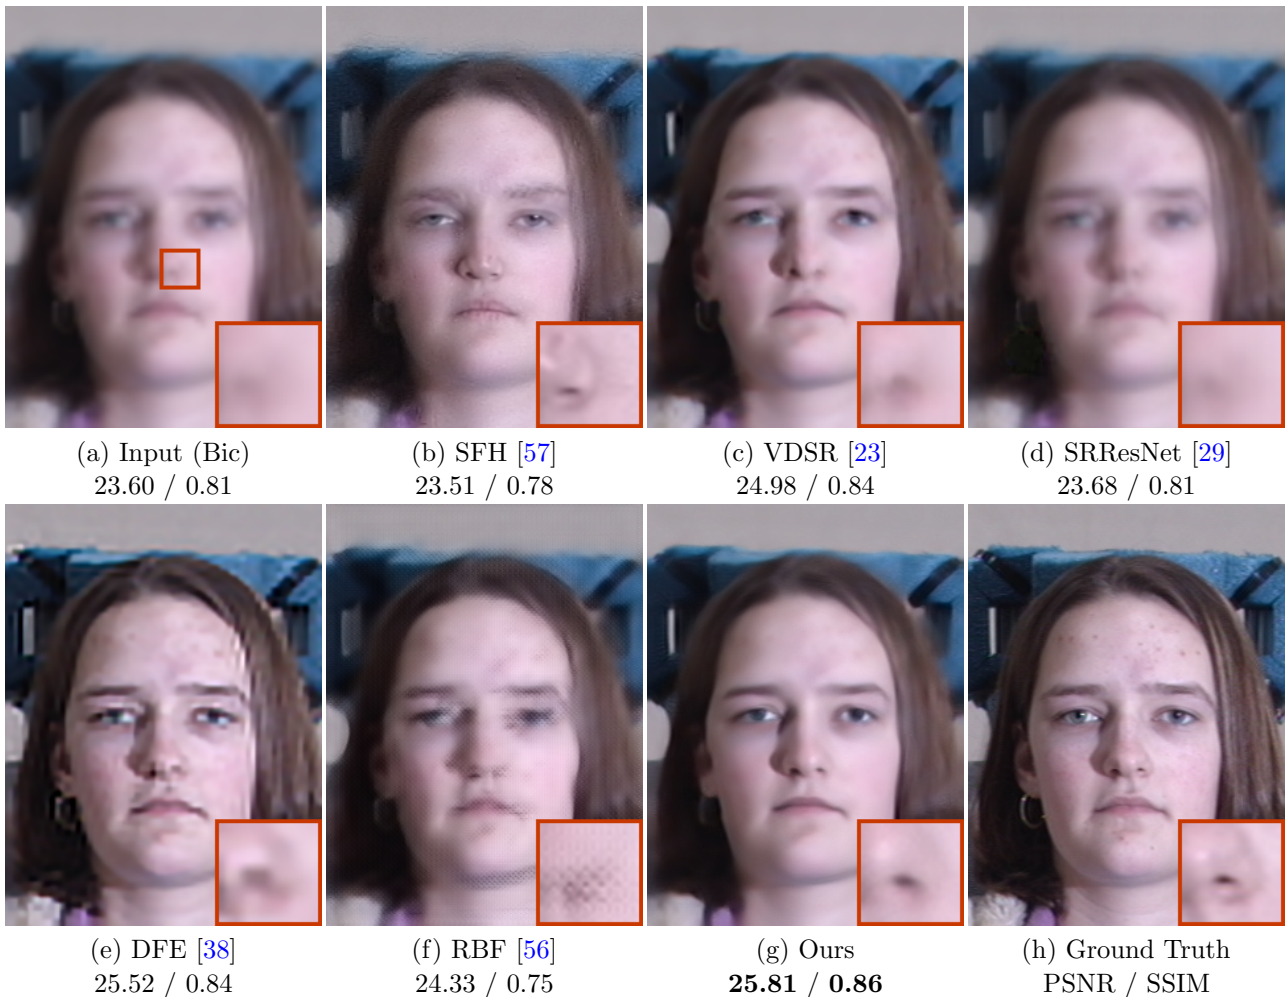 (a) Input (Bic)
23.60 / 0.81
(b) SFH [57]
23.51 / 0.78
(c) VDSR [23]
24.98 / 0.84
(d) SRResNet [29]
23.68 / 0.81
(e) DFE [38]
25.52 / 0.84
(f) RBF [56]
24.33 / 0.75
(g) Ours
25.81 / 0.86
(h) Ground Truth
PSNR / SSIM